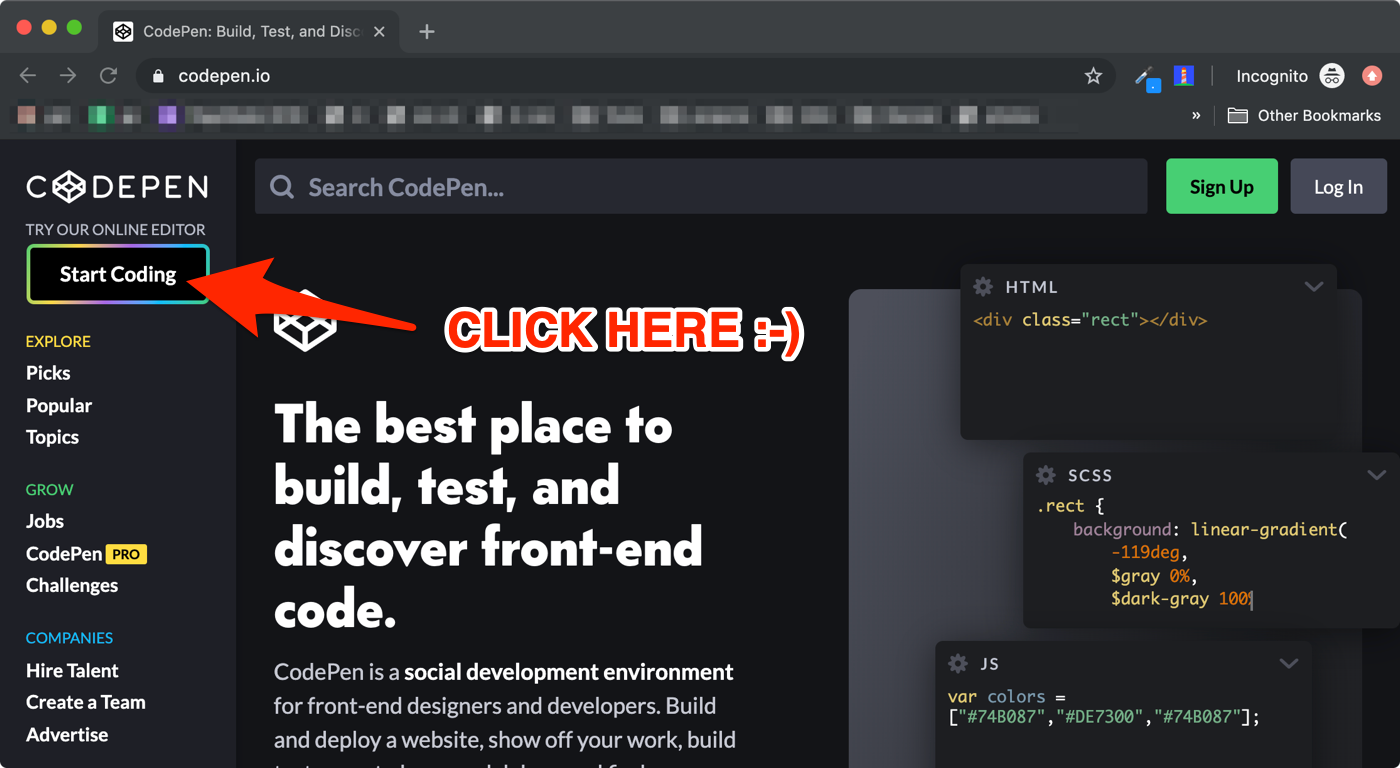 CodePen: Build, Test, and Disc
codepen.io
Incognito
Other Bookmarks
CODEPEN
Search CodePen...
Sign Up
Log In
TRY OUR ONLINE EDITOR
Start Coding
CLICK HERE :-)
EXPLORE
Picks
Popular
Topics
GROW
Jobs
CodePen PRO
Challenges
COMPANIES
Hire Talent
Create a Team
Advertise
The best place to
build, test, and
discover front-end
code.
CodePen is a social development environment
for front-end designers and developers. Build
and deploy a website, show off your work, build
HTML
<div class="rect"></div>
SCSS
.rect {
background: linear-gradient(
-119deg,
$gray 0%,
$dark-gray 100%
JS
var colors =
["#74B087","#DE7300","#74B087"];